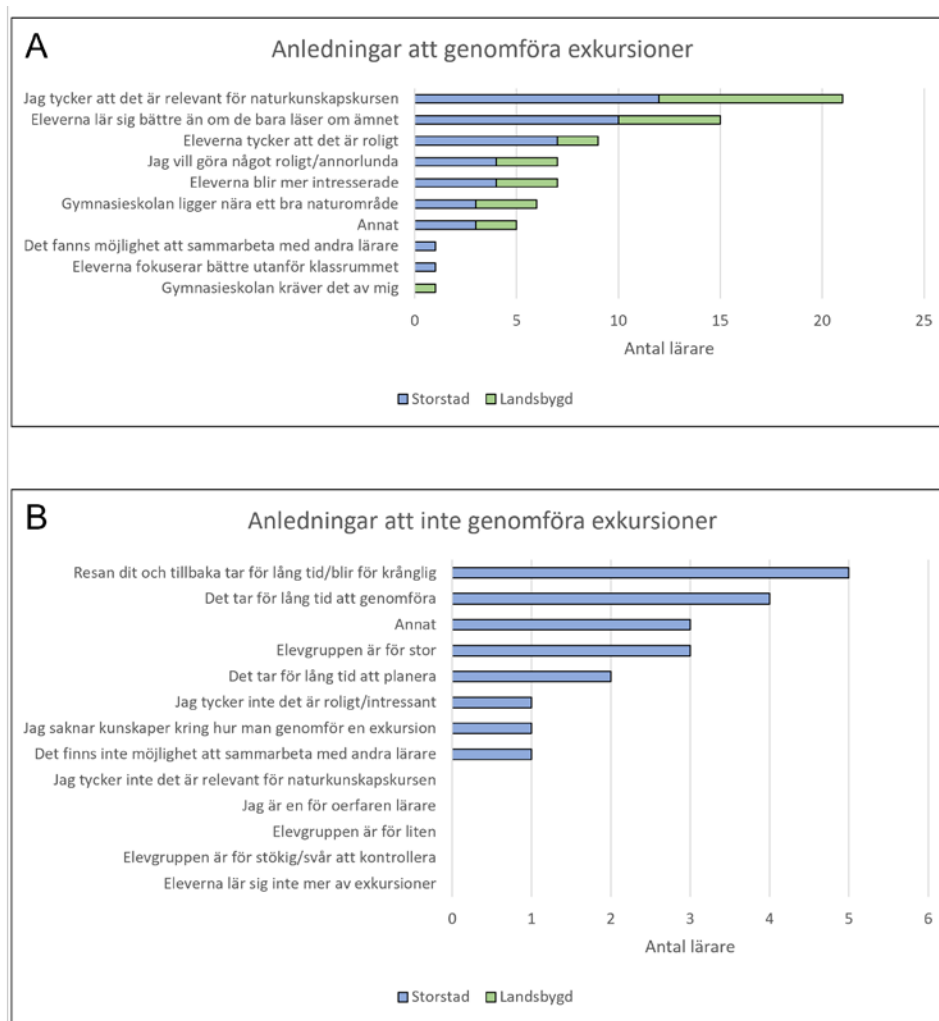 A
Anledningar att genomföra exkursioner
Jag tycker att det är relevant för naturkunskapskursen
Eleverna lär sig bättre än om de bara läser om ämnet
Eleverna tycker att det är roligt
Jag vill göra något roligt/annorlunda
Eleverna blir mer intresserade
Gymnasieskolan ligger nära ett bra naturområde
Annat
Det fanns möjlighet att sammarbeta med andra lärare
Eleverna fokuserar bättre utanför klassrummet
Gymnasieskolan kräver det av mig
0 5 10 15 20 25
Antal lärare
Storstad Landsbygd
B
Anledningar att inte genomföra exkursioner
Resan dit och tillbaka tar för lång tid/blir för krånglig
Det tar för lång tid att genomföra
Annat
Elevgruppen är för stor
Det tar för lång tid att planera
Jag tycker inte det är roligt/intressant
Jag saknar kunskaper kring hur man genomför en exkursion
Det finns inte möjlighet att sammarbeta med andra lärare
Jag tycker inte det är relevant för naturkunskapskursen
Jag är en för oerfaren lärare
Elevgruppen är för liten
Elevgruppen är för stökig/svår att kontrollera
Eleverna lär sig inte mer av exkursioner
0 1 2 3 4 5 6
Antal lärare
Storstad Landsbygd